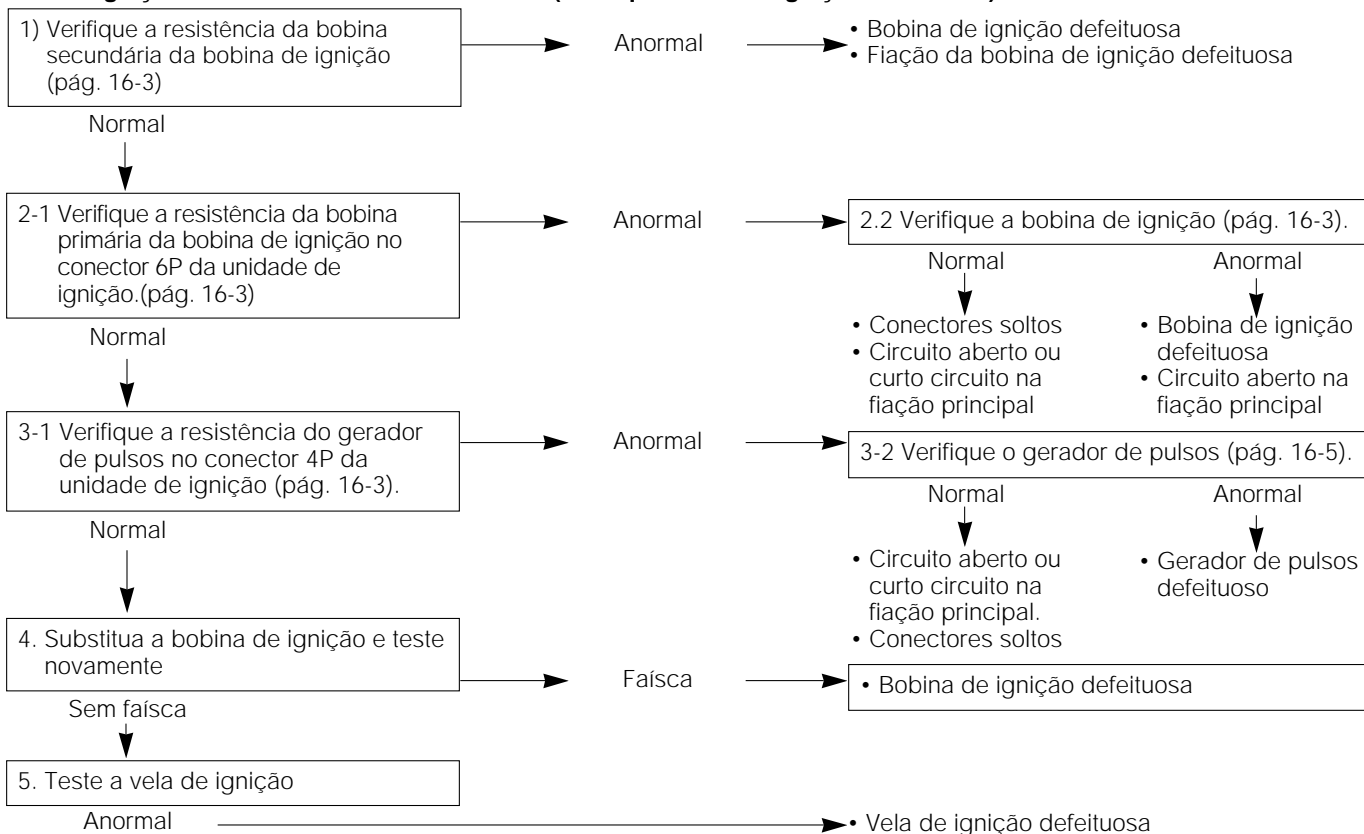 1) Verifique a resistência da bobina
secundária da bobina de ignição
(pág. 16-3)
Anormal
• Bobina de ignição defeituosa
• Fiação da bobina de ignição defeituosa
Normal
2-1 Verifique a resistência da bobina
primária da bobina de ignição no
conector 6P da unidade de
ignição.(pág. 16-3)
Anormal
2.2 Verifique a bobina de ignição (pág. 16-3).
Normal
• Conectores soltos
• Circuito aberto ou
curto circuito na
fiação principal
Anormal
• Bobina de ignição
defeituosa
• Circuito aberto na
fiação principal
Normal
3-1 Verifique a resistência do gerador
de pulsos no conector 4P da
unidade de ignição (pág. 16-3).
Anormal
3-2 Verifique o gerador de pulsos (pág. 16-5).
Normal
• Circuito aberto ou
curto circuito na
fiação principal.
• Conectores soltos
Anormal
• Gerador de pulsos
defeituoso
Normal
4. Substitua a bobina de ignição e teste
novamente
Faísca
• Bobina de ignição defeituosa
Sem faísca
5. Teste a vela de ignição
Anormal
• Vela de ignição defeituosa